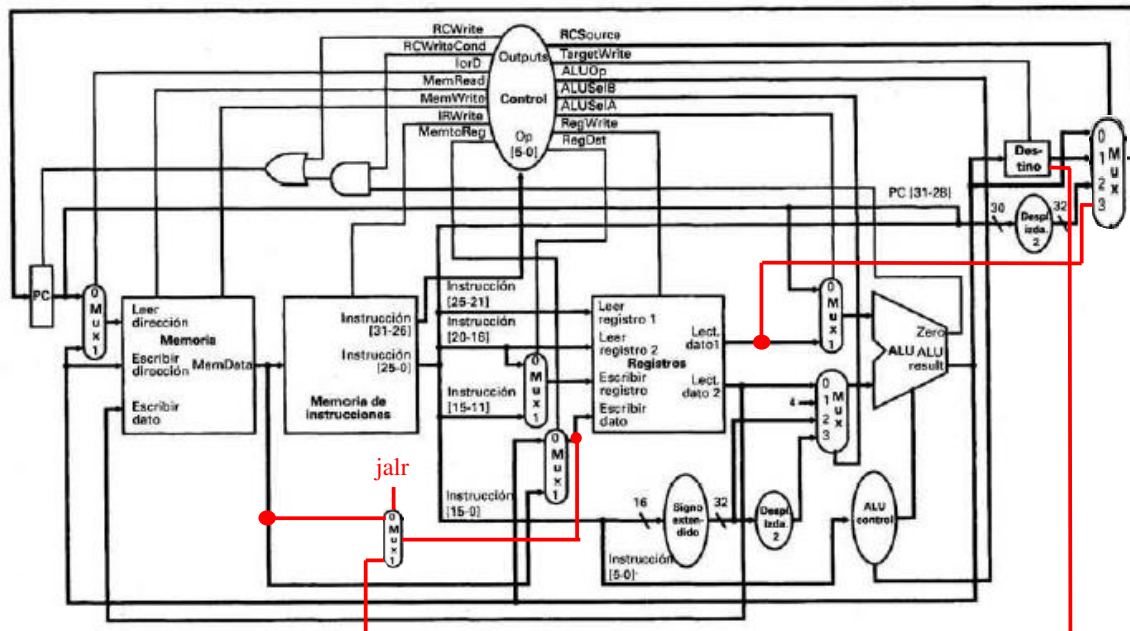 RCWrite
RCWriteCond
IorD
MemRead
MemWrite
IRWrite
MemtoReg
Outputs
Control
Op
[5-0]
RCSource
TargetWrite
ALUOp
ALUSelB
ALUSelA
RegWrite
RegDst
PC [31-28]
Des-
tino
0
1
2
3
M
u
x
30
Despl
izda.
2
32
PC
0
M
u
x
1
Leer
dirección
Memoria
Escribir
dirección
MemData
Escribir
dato
Instrucción
[31-26]
Instrucción
[25-0]
Memoria de
instrucciones
Instrucción
[25-21]
Instrucción
[20-16]
Instrucción
[15-11]
0
M
u
x
1
0
M
u
x
1
Leer
registro 1
Leer
registro 2
Registros
Escribir
registro
Escribir
dato
Lect.
dato1
Lect.
dato 2
0
M
u
x
1
4
0
1
2
3
M
u
x
Zero
ALU ALU
result
jalr
0
M
u
x
1
Instrucción
[15-0]
16
Signo
exten-
dido
32
Despl
izda.
2
ALU
control
Instrucción
[5-0]